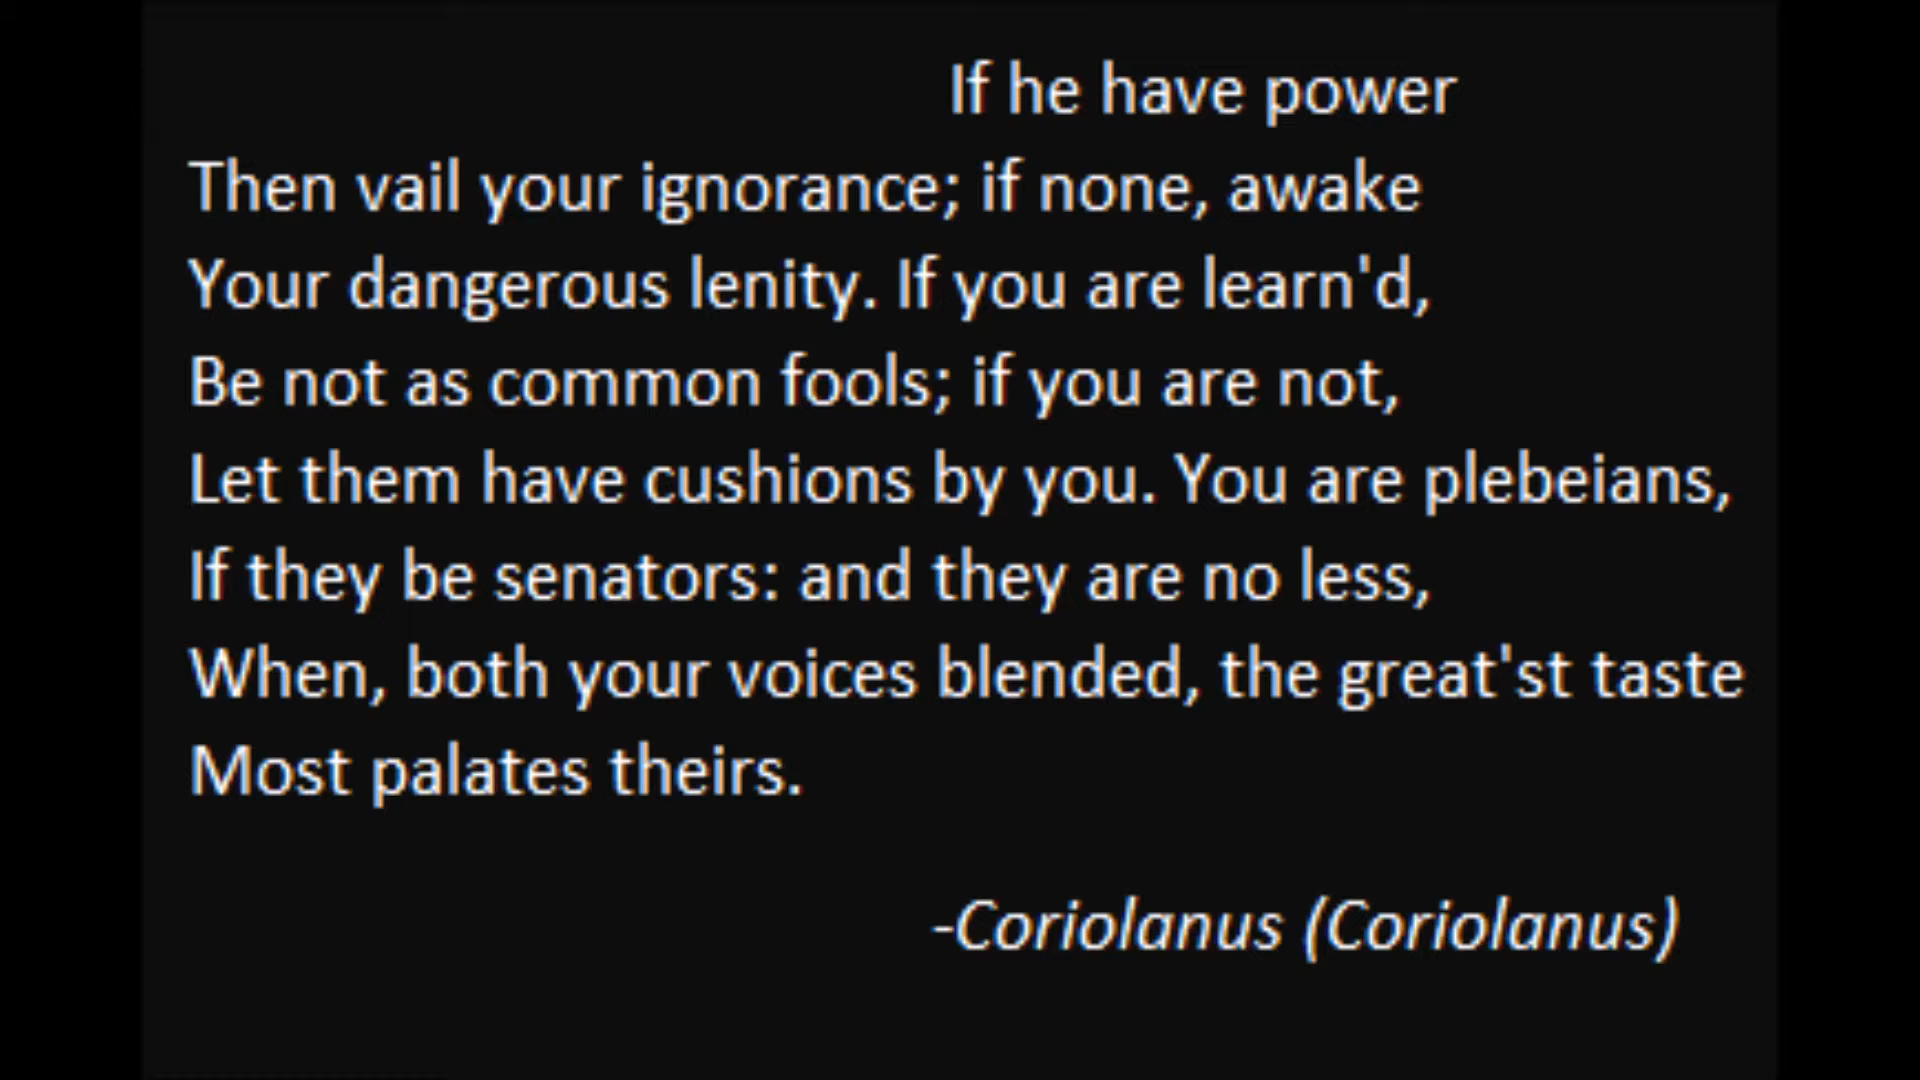 If he have power
Then vail your ignorance; if none, awake
Your dangerous lenity. If you are learn'd,
Be not as common fools; if you are not,
Let them have cushions by you. You are plebeians,
If they be senators: and they are no less,
When, both your voices blended, the great'st taste
Most palates theirs.
-Coriolanus (Coriolanus)